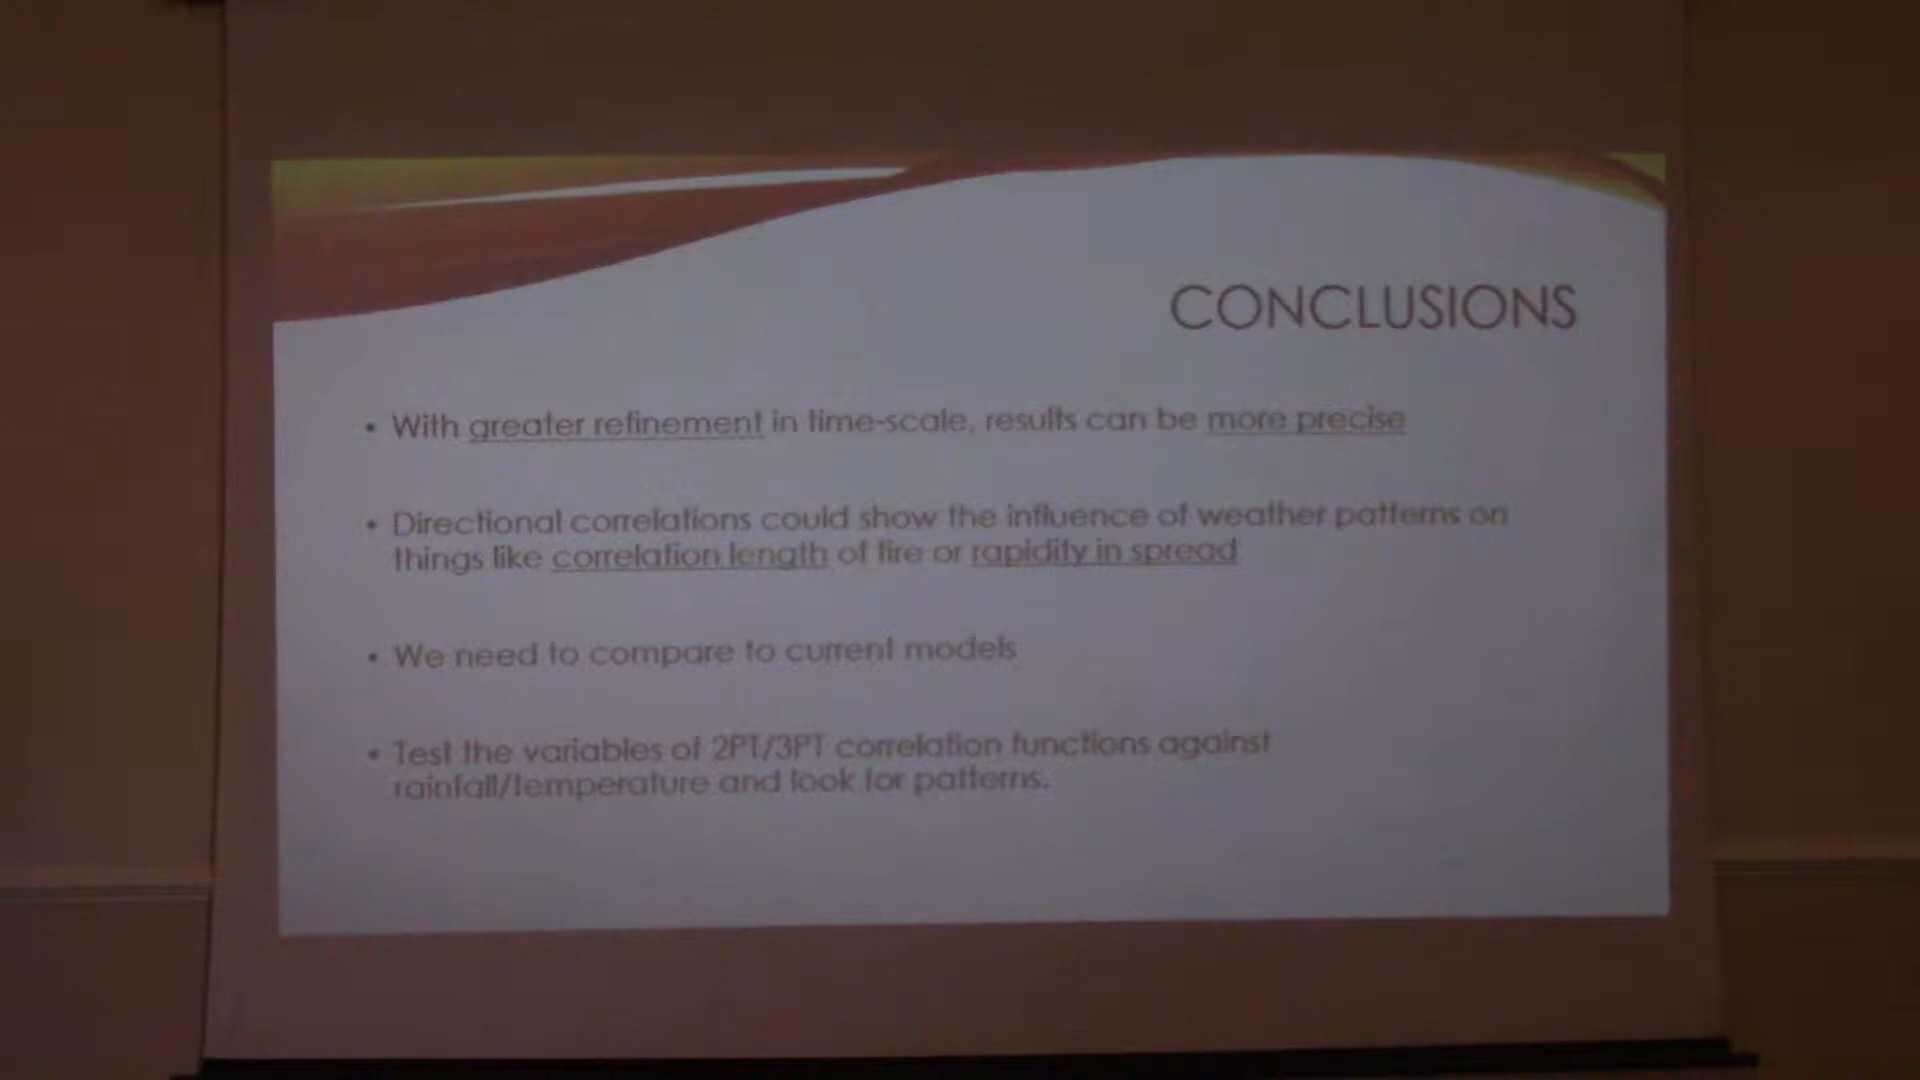 CONCLUSIONS
• With greater refinement in time-scale, results can be more precise
• Directional correlations could show the influence of weather patterns on
things like correlation length of fire or rapidity in spread
• We need to compare to current models
• Test the variables of 2PT/3PT correlation functions against
rainfall/temperature and look for patterns.